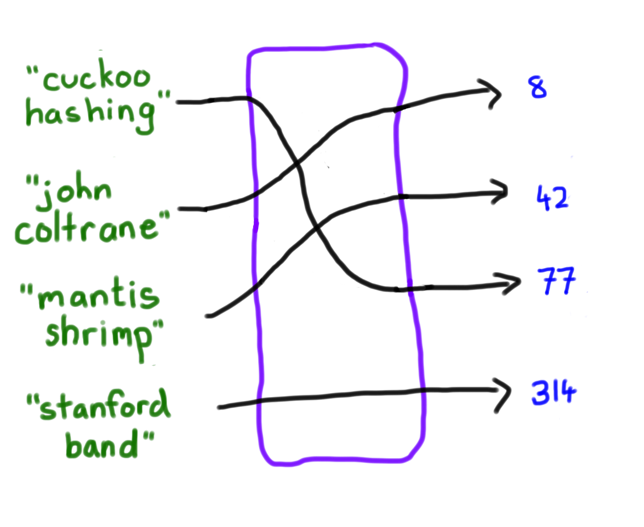 "cuckoo
hashing"
8
"john
coltrane"
42
"mantis
shrimp"
77
"stanford
band"
314